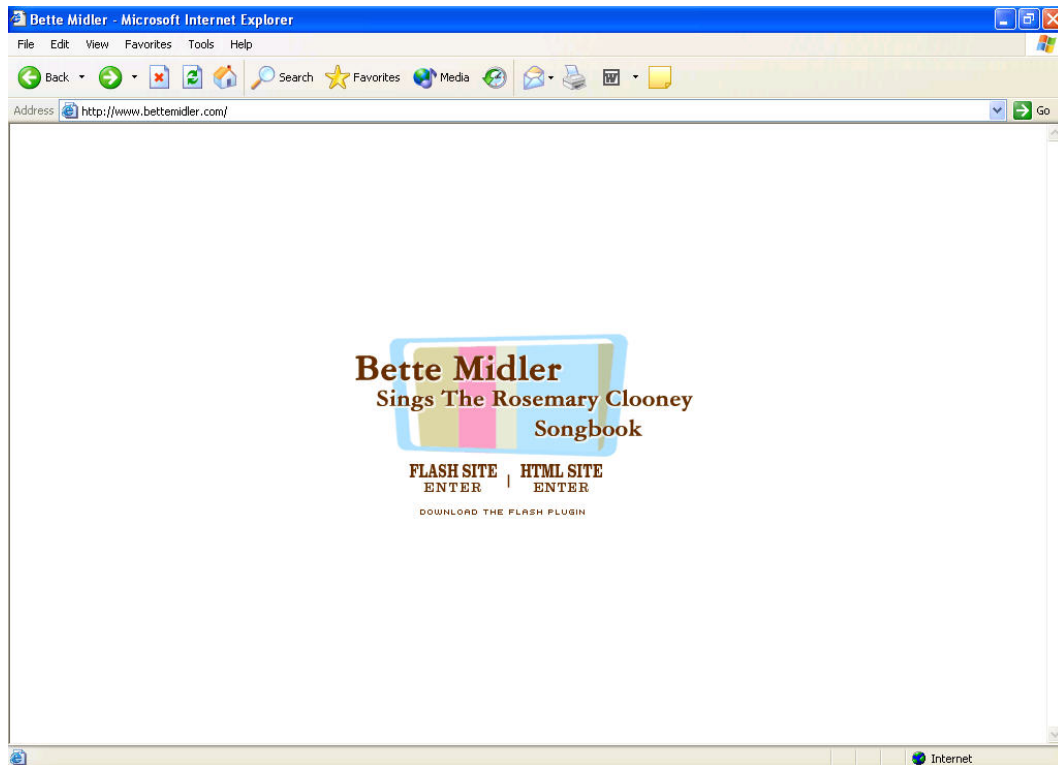 Bette Midler - Microsoft Internet Explorer
File Edit View Favorites Tools Help
Back Search Favorites Media
Address http://www.bettemidler.com/ Go
Bette Midler
Sings The Rosemary Clooney
Songbook
FLASH SITE | HTML SITE
ENTER ENTER
DOWNLOAD THE FLASH PLUGIN
Internet